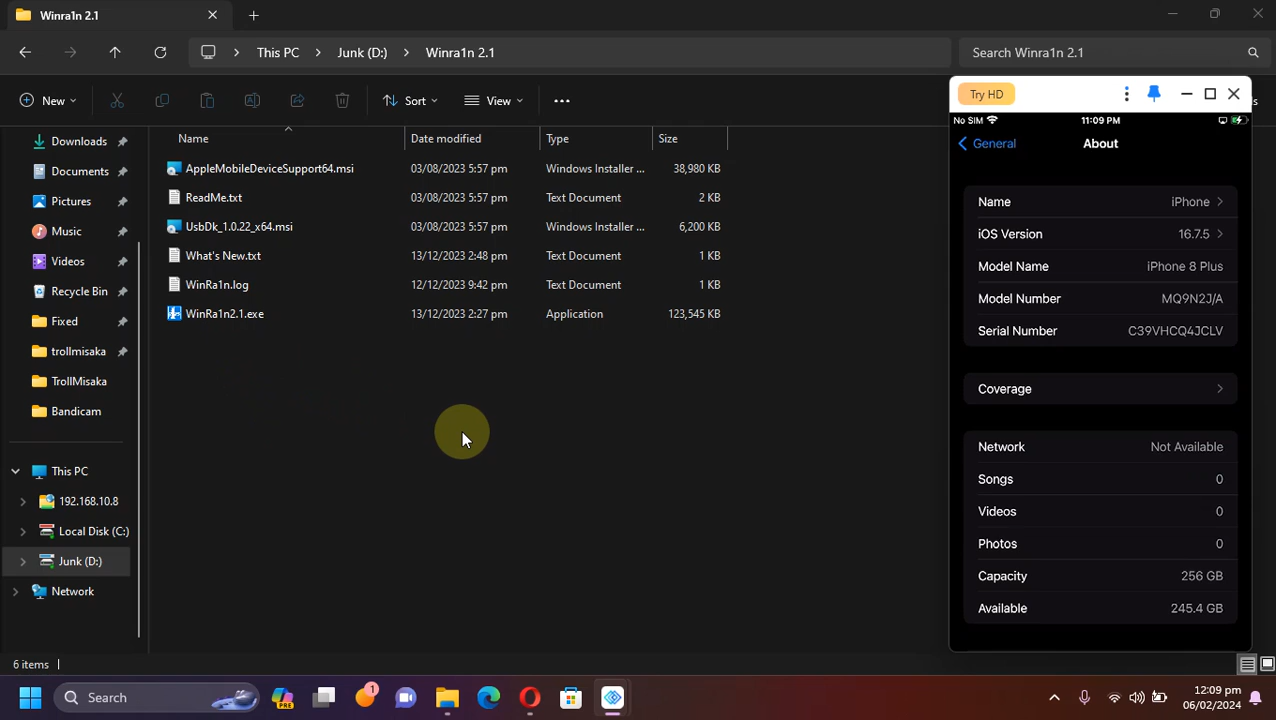 Winra1n 2.1
This PC
Junk (D:)
Winra1n 2.1
Search Winra1n 2.1
New
Sort
View
Name
Date modified
Type
Size
Downloads
Documents
Pictures
Music
Videos
Recycle Bin
Fixed
trollmisaka
TrollMisaka
Bandicam
This PC
192.168.10.8
Local Disk (C:)
Junk (D:)
Network
AppleMobileDeviceSupport64.msi 03/08/2023 5:57 pm Windows Installer ... 38,980 KB
ReadMe.txt 03/08/2023 5:57 pm Text Document 2 KB
UsbDk_1.0.22_x64.msi 03/08/2023 5:57 pm Windows Installer ... 6,200 KB
What's New.txt 13/12/2023 2:48 pm Text Document 1 KB
WinRa1n.log 12/12/2023 9:42 pm Text Document 1 KB
WinRa1n2.1.exe 13/12/2023 2:27 pm Application 123,545 KB
Try HD
No SIM 11:09 PM
General About
Name iPhone
iOS Version 16.7.5
Model Name iPhone 8 Plus
Model Number MQ9N2J/A
Serial Number C39VHCQ4JCLV
Coverage
Network Not Available
Songs 0
Videos 0
Photos 0
Capacity 256 GB
Available 245.4 GB
6 items
Search
PRE
1
12:09 pm
06/02/2024